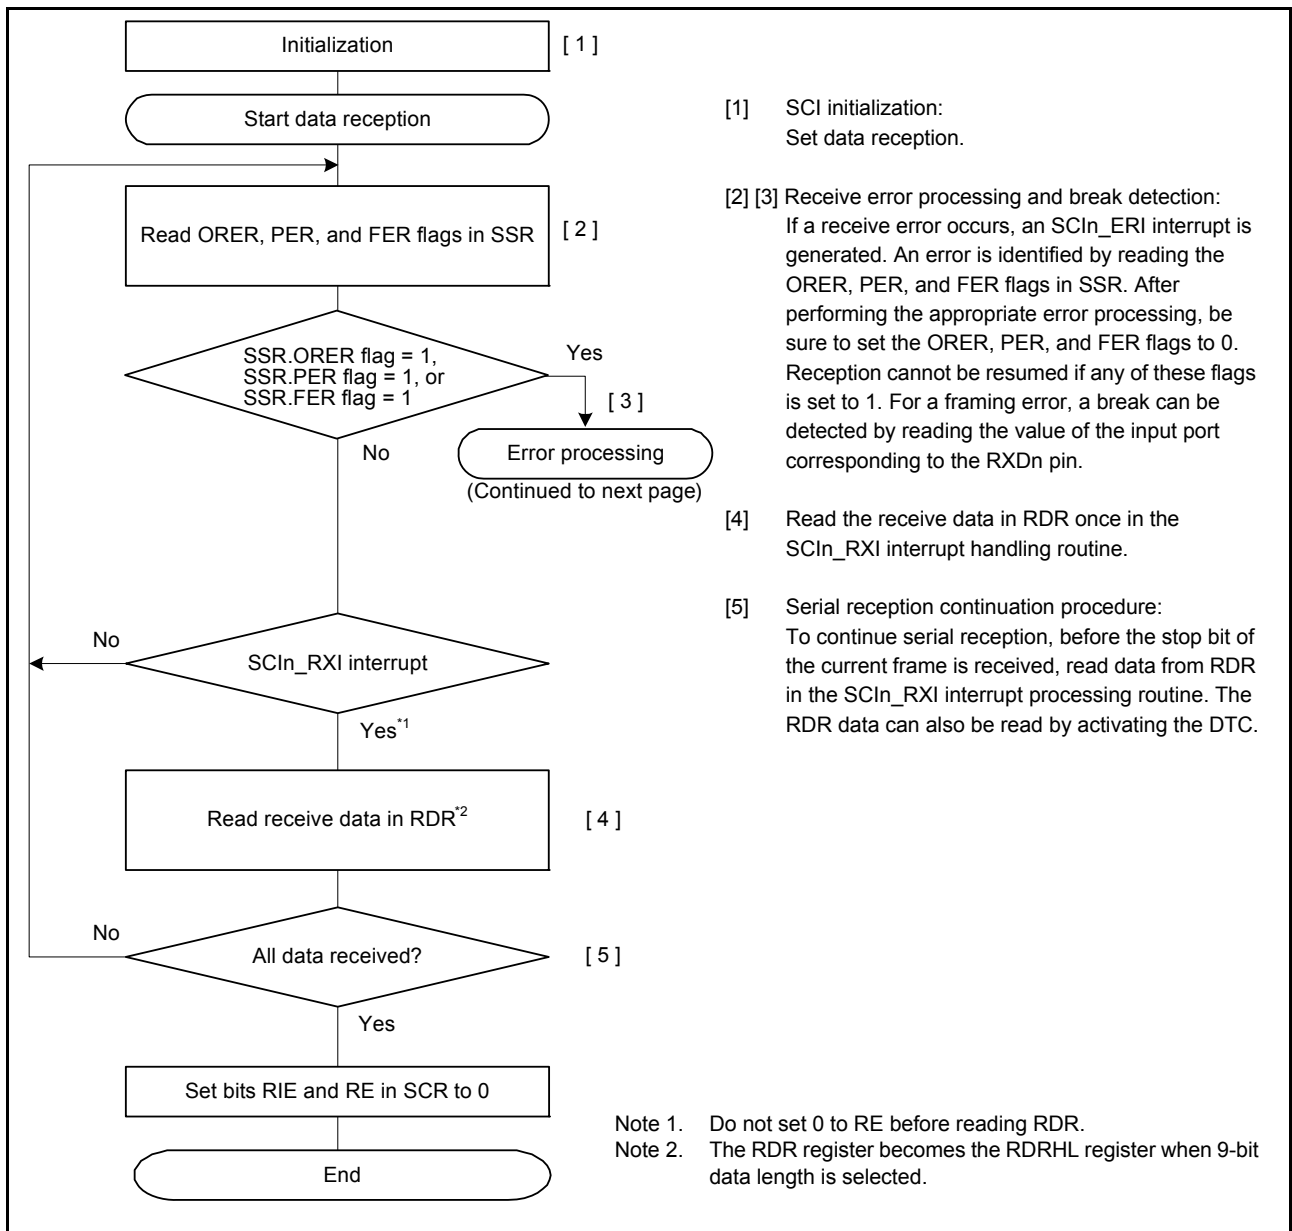 Initialization
[ 1 ]
Start data reception
Read ORER, PER, and FER flags in SSR
[ 2 ]
SSR.ORER flag = 1,
SSR.PER flag = 1, or
SSR.FER flag = 1
Yes
[ 3 ]
No
Error processing
(Continued to next page)
No
SCIn_RXI interrupt
Yes*1
Read receive data in RDR*2
[ 4 ]
No
All data received?
[ 5 ]
Yes
Set bits RIE and RE in SCR to 0
End
[1] SCI initialization:
Set data reception.
[2] [3] Receive error processing and break detection:
If a receive error occurs, an SCIn_ERI interrupt is
generated. An error is identified by reading the
ORER, PER, and FER flags in SSR. After
performing the appropriate error processing, be
sure to set the ORER, PER, and FER flags to 0.
Reception cannot be resumed if any of these flags
is set to 1. For a framing error, a break can be
detected by reading the value of the input port
corresponding to the RXDn pin.
[4] Read the receive data in RDR once in the
SCIn_RXI interrupt handling routine.
[5] Serial reception continuation procedure:
To continue serial reception, before the stop bit of
the current frame is received, read data from RDR
in the SCIn_RXI interrupt processing routine. The
RDR data can also be read by activating the DTC.
Note 1. Do not set 0 to RE before reading RDR.
Note 2. The RDR register becomes the RDRHL register when 9-bit
data length is selected.